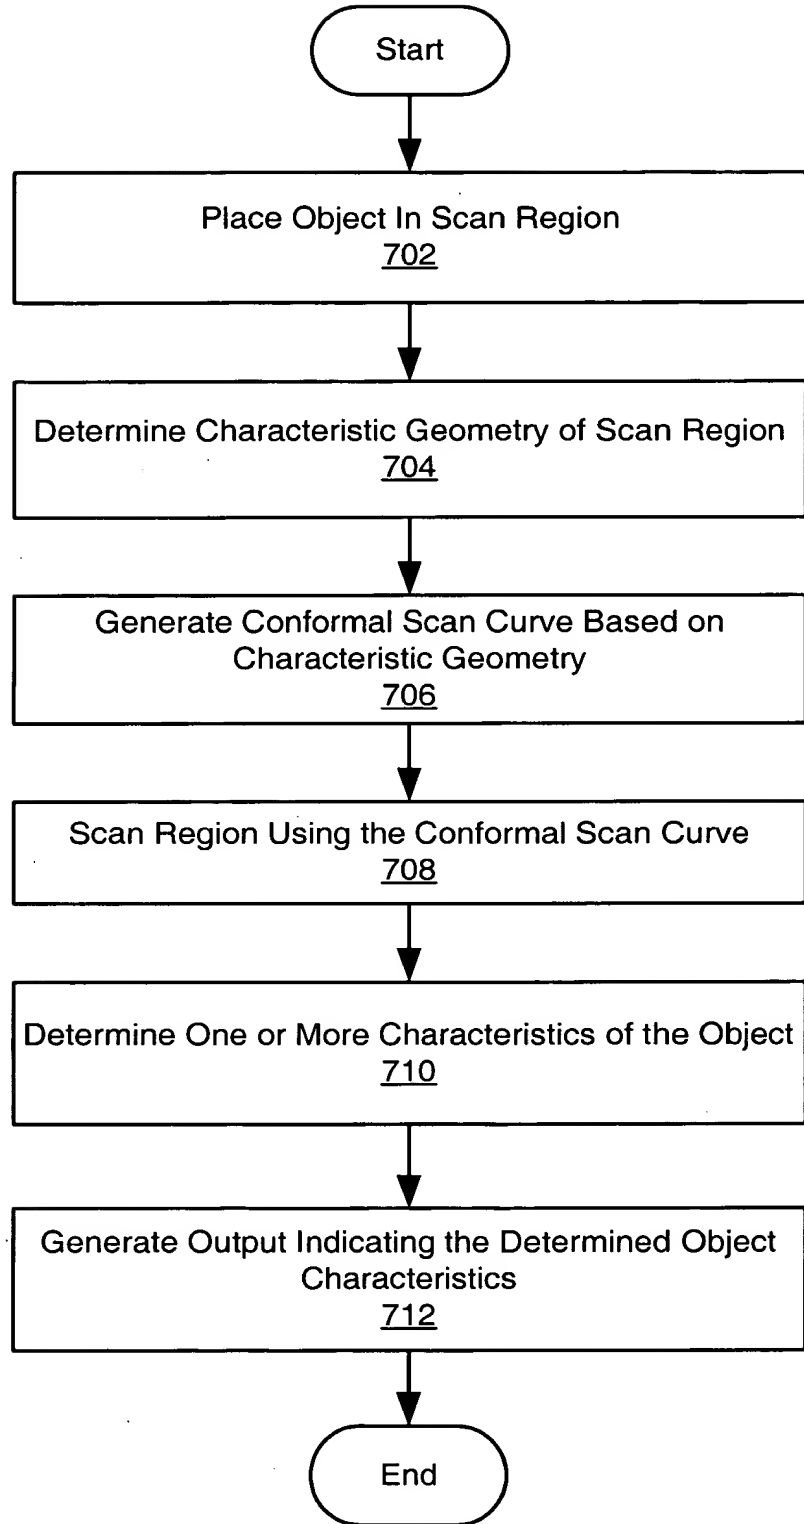 Start
Place Object In Scan Region
702
Determine Characteristic Geometry of Scan Region
704
Generate Conformal Scan Curve Based on
Characteristic Geometry
706
Scan Region Using the Conformal Scan Curve
708
Determine One or More Characteristics of the Object
710
Generate Output Indicating the Determined Object
Characteristics
712
End